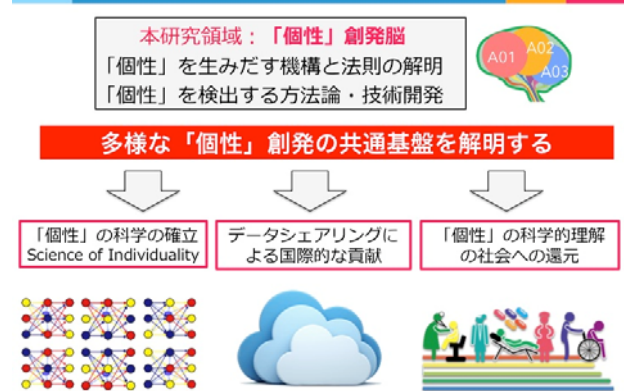 本研究領域：「個性」創発脳
「個性」を生みだす機構と法則の解明
「個性」を検出する方法論・技術開発
A01
A02
A03
多様な「個性」創発の共通基盤を解明する
「個性」の科学の確立
Science of Individuality
データシェアリングに
よる国際的な貢献
「個性」の科学的理解
の社会への還元